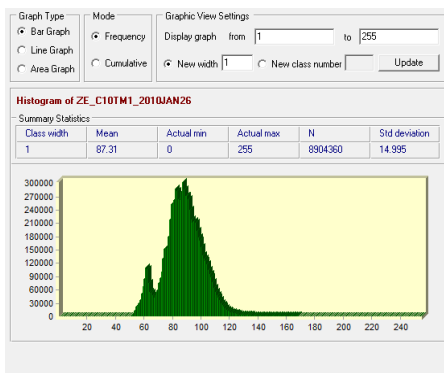 Graph Type
Bar Graph
Line Graph
Area Graph
Mode
Frequency
Cumulative
Graphic View Settings
Display graph from 1 to 255
New width 1 New class number Update
Histogram of ZE_C10TM1_2010JAN26
Summary Statistics
Class width Mean Actual min Actual max N Std deviation
1 87.31 0 255 8904360 14.995
300000
270000
240000
210000
180000
150000
120000
90000
60000
30000
0
20 40 60 80 100 120 140 160 180 200 220 240